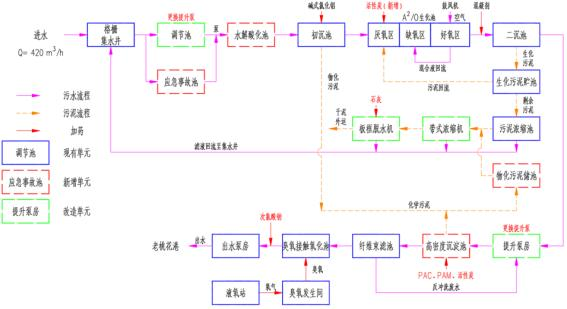 更换提升泵
碱式氯化铝
活性炭（新增）
鼓风机
混凝剂
进水
Q= 420 m³/h
格栅
集水井
调节池
泵
水解酸化池
初沉池
厌氧区
A²/O生化池
缺氧区
好氧区
空气
二沉池
应急事故池
混合液回流
污泥回流
生化
污泥
生化污泥贮池
物化
污泥
剩余
污泥
污水流程
污泥流程
加药
石灰
干泥
外运
板框脱水机
带式浓缩机
污泥浓缩池
滤液回流至集水井
调节池
现有单元
应急事故池
新增单元
提升泵房
改造单元
物化污泥储池
化学污泥
次氯酸钠
更换提升泵
老桃花港
出水
出水泵房
臭氧接触氧化池
纤维束滤池
高密度沉淀池
提升泵房
臭氧
PAC、PAM、活性炭
反冲洗废水
液氧站
氧气
臭氧发生间